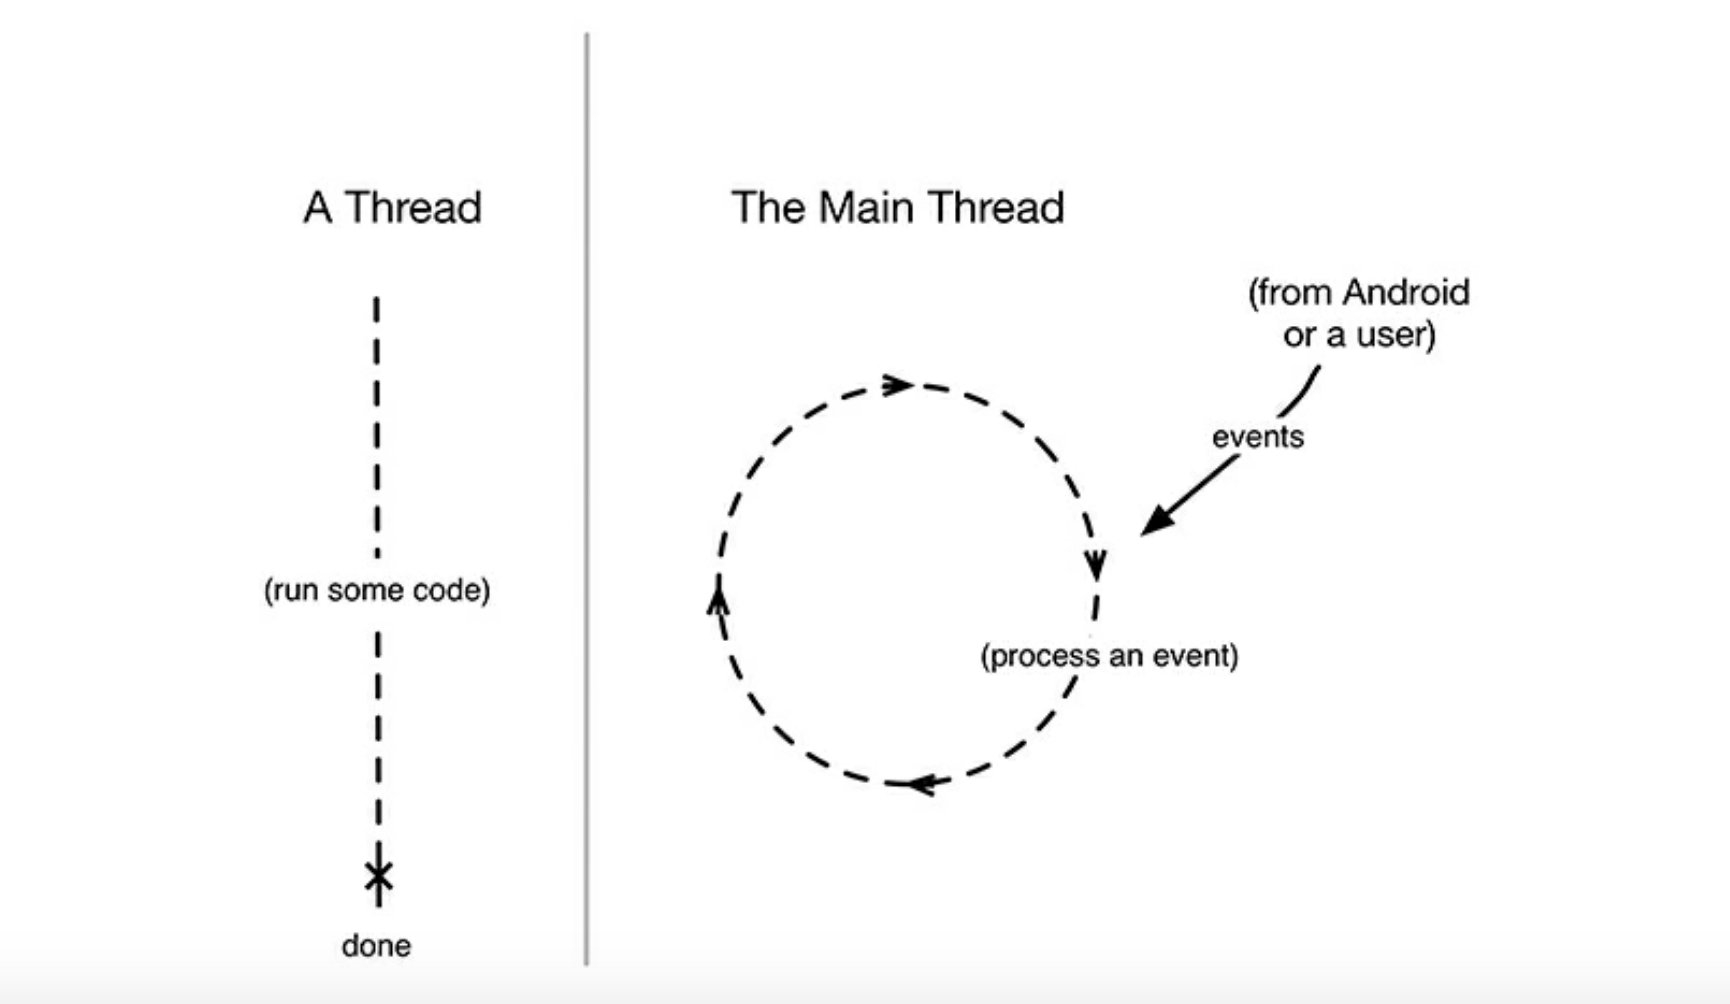 A Thread
(run some code)
done
The Main Thread
(from Android
or a user)
events
(process an event)